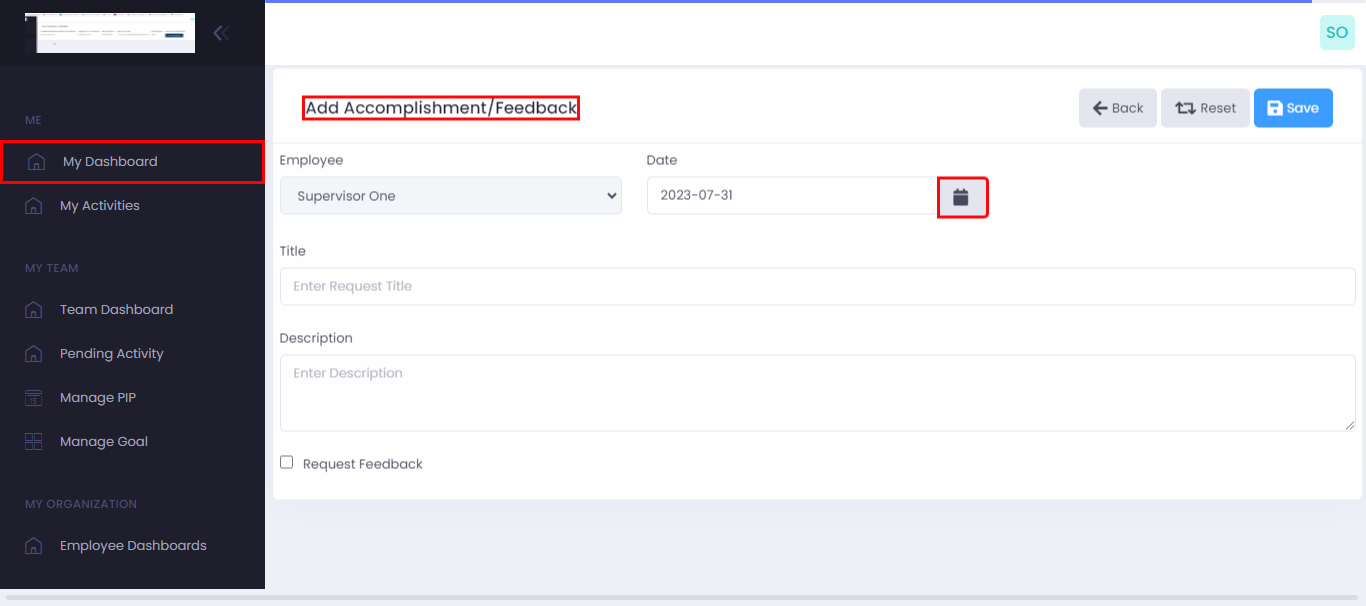 SO
Add Accomplishment/Feedback
Back
Reset
Save
ME
My Dashboard
My Activities
MY TEAM
Team Dashboard
Pending Activity
Manage PIP
15
Manage Goal
MY ORGANIZATION
Employee Dashboards
Employee
Date
Supervisor One
2023-07-31
Title
Enter Request Title
Description
Enter Description
Request Feedback